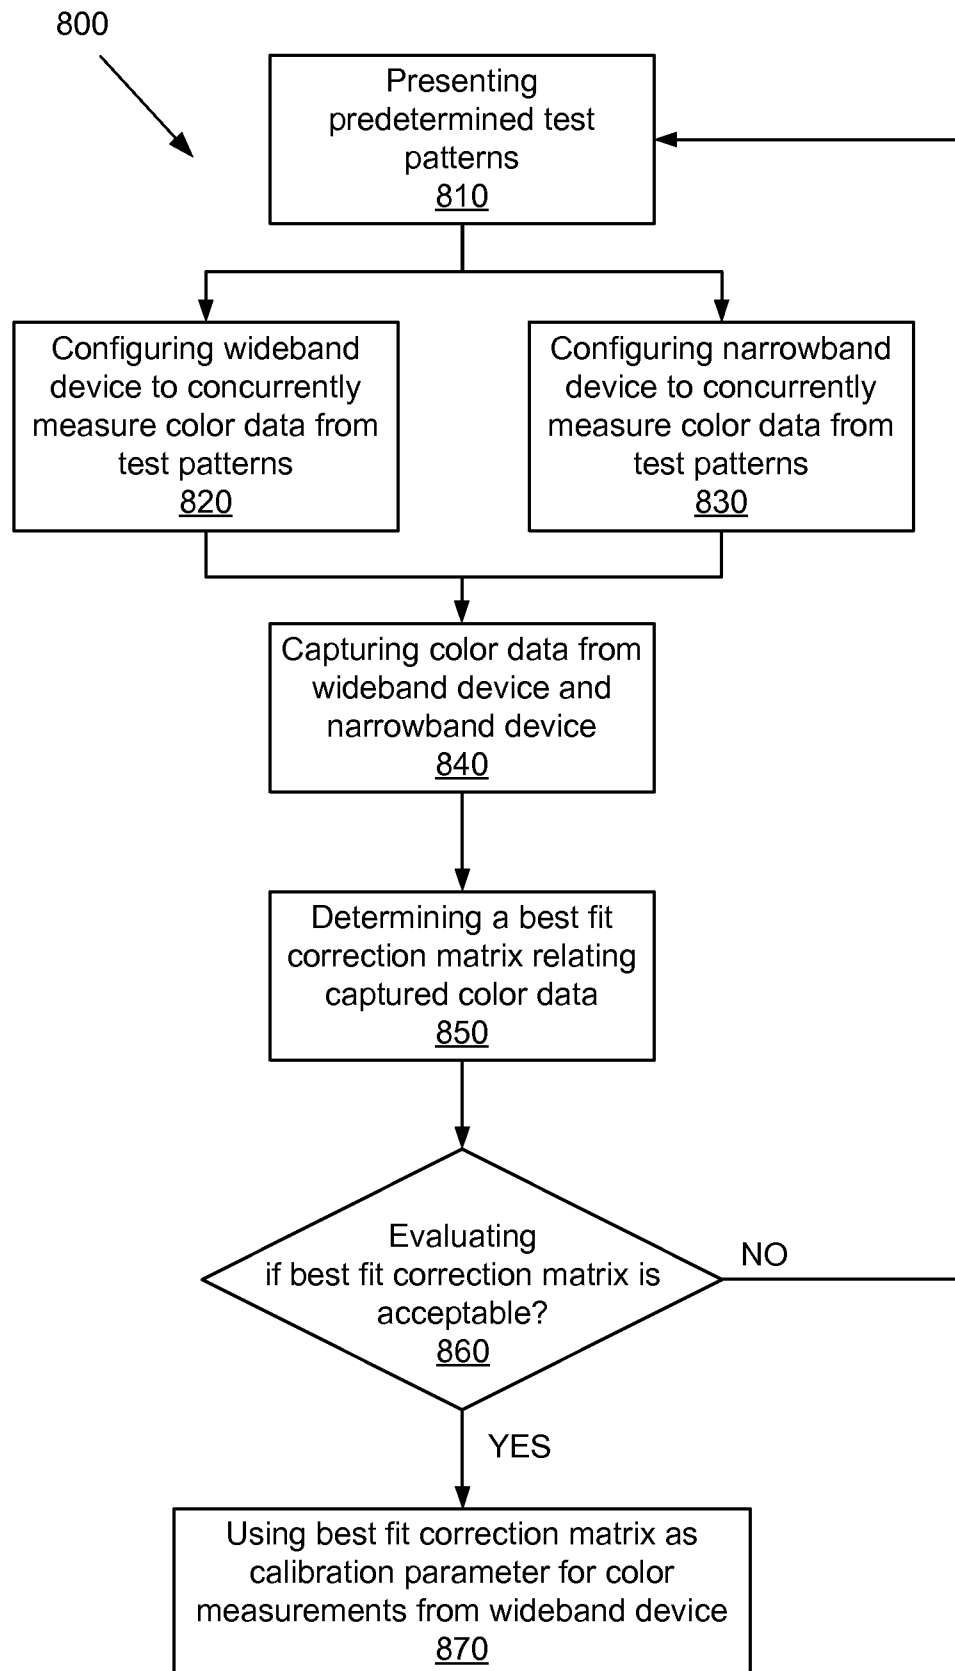 800
Presenting
predetermined test
patterns
810
Configuring wideband
device to concurrently
measure color data from
test patterns
820
Configuring narrowband
device to concurrently
measure color data from
test patterns
830
Capturing color data from
wideband device and
narrowband device
840
Determining a best fit
correction matrix relating
captured color data
850
Evaluating
if best fit correction matrix is
acceptable?
860
NO
YES
Using best fit correction matrix as
calibration parameter for color
measurements from wideband device
870